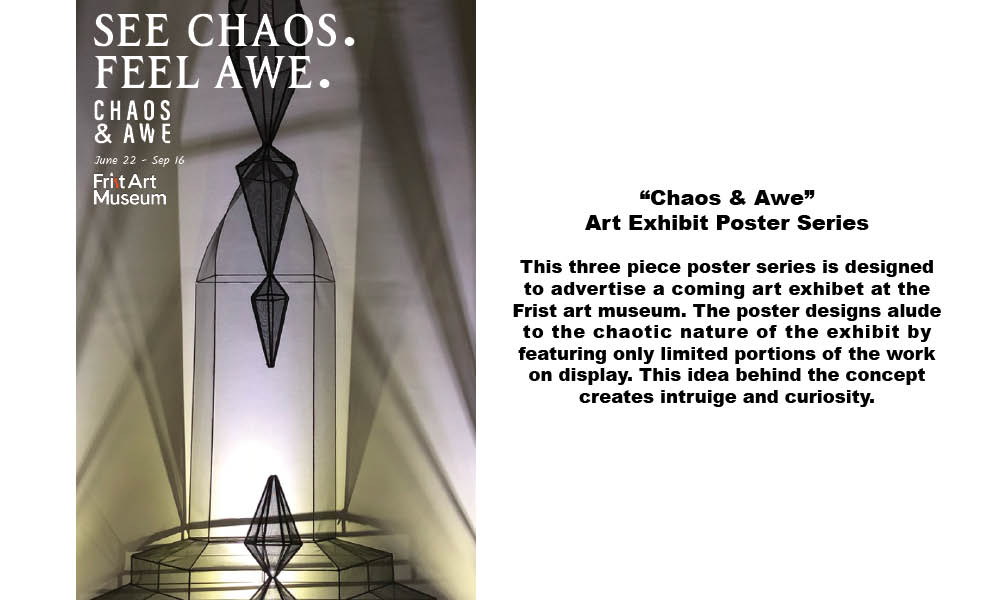 SEE CHAOS.
FEEL AWE.
CHAOS
& AWE
June 22 - Sep 16
Frist Art
Museum
“Chaos & Awe”
Art Exhibit Poster Series
This three piece poster series is designed
to advertise a coming art exhibet at the
Frist art museum. The poster designs alude
to the chaotic nature of the exhibit by
featuring only limited portions of the work
on display. This idea behind the concept
creates intruige and curiosity.